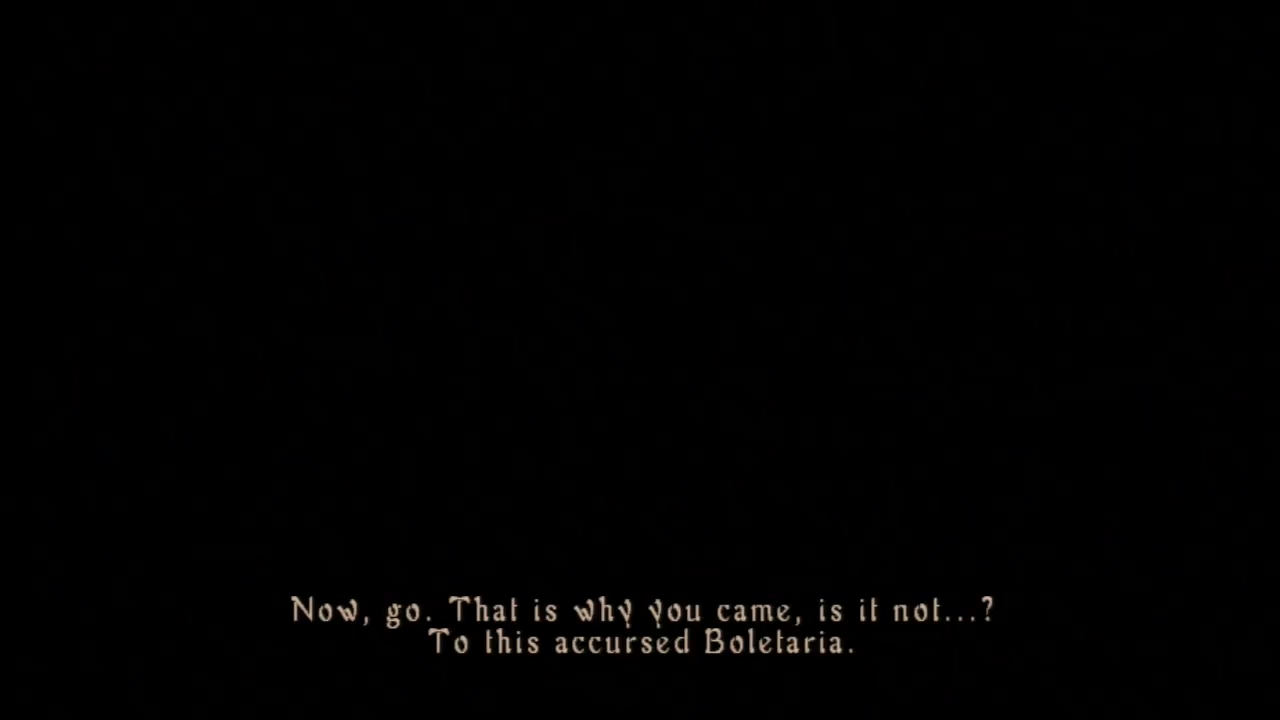 Now, go. That is why you came, is it not...?
To this accursed Boletaria.